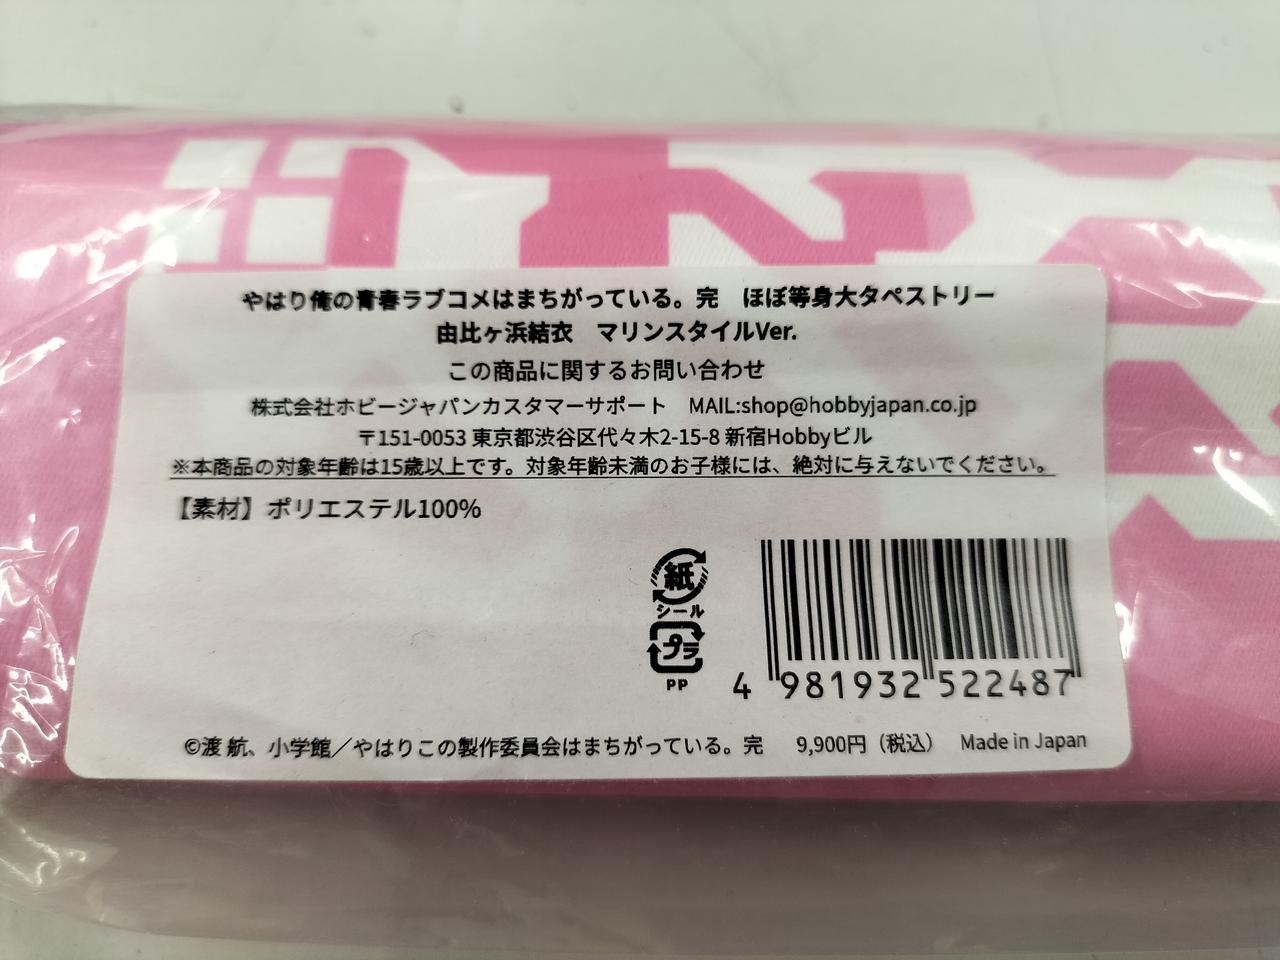 やはり俺の青春ラブコメはまちがっている。完　ほぼ等身大タペストリー
由比ヶ浜結衣　マリンスタイルVer.
この商品に関するお問い合わせ
株式会社ホビージャパンカスタマーサポート　MAIL:shop@hobbyjapan.co.jp
〒151-0053 東京都渋谷区代々木2-15-8 新宿Hobbyビル
※本商品の対象年齢は15歳以上です。対象年齢未満のお子様には、絶対に与えないでください。
【素材】ポリエステル100%
紙
シール
プラ
PP
4 981932 522487
©渡 航、小学館／やはりこの製作委員会はまちがっている。完　9,900円（税込）　Made in Japan